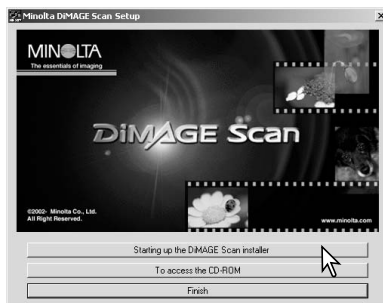 Minolta DiMAGE Scan Setup
MINOLTA
The essentials of imaging
DiMAGE Scan
©2002- Minolta Co., Ltd.
All Right Reserved.
www.minolta.com
Starting up the DiMAGE Scan installer
To access the CD-ROM
Finish